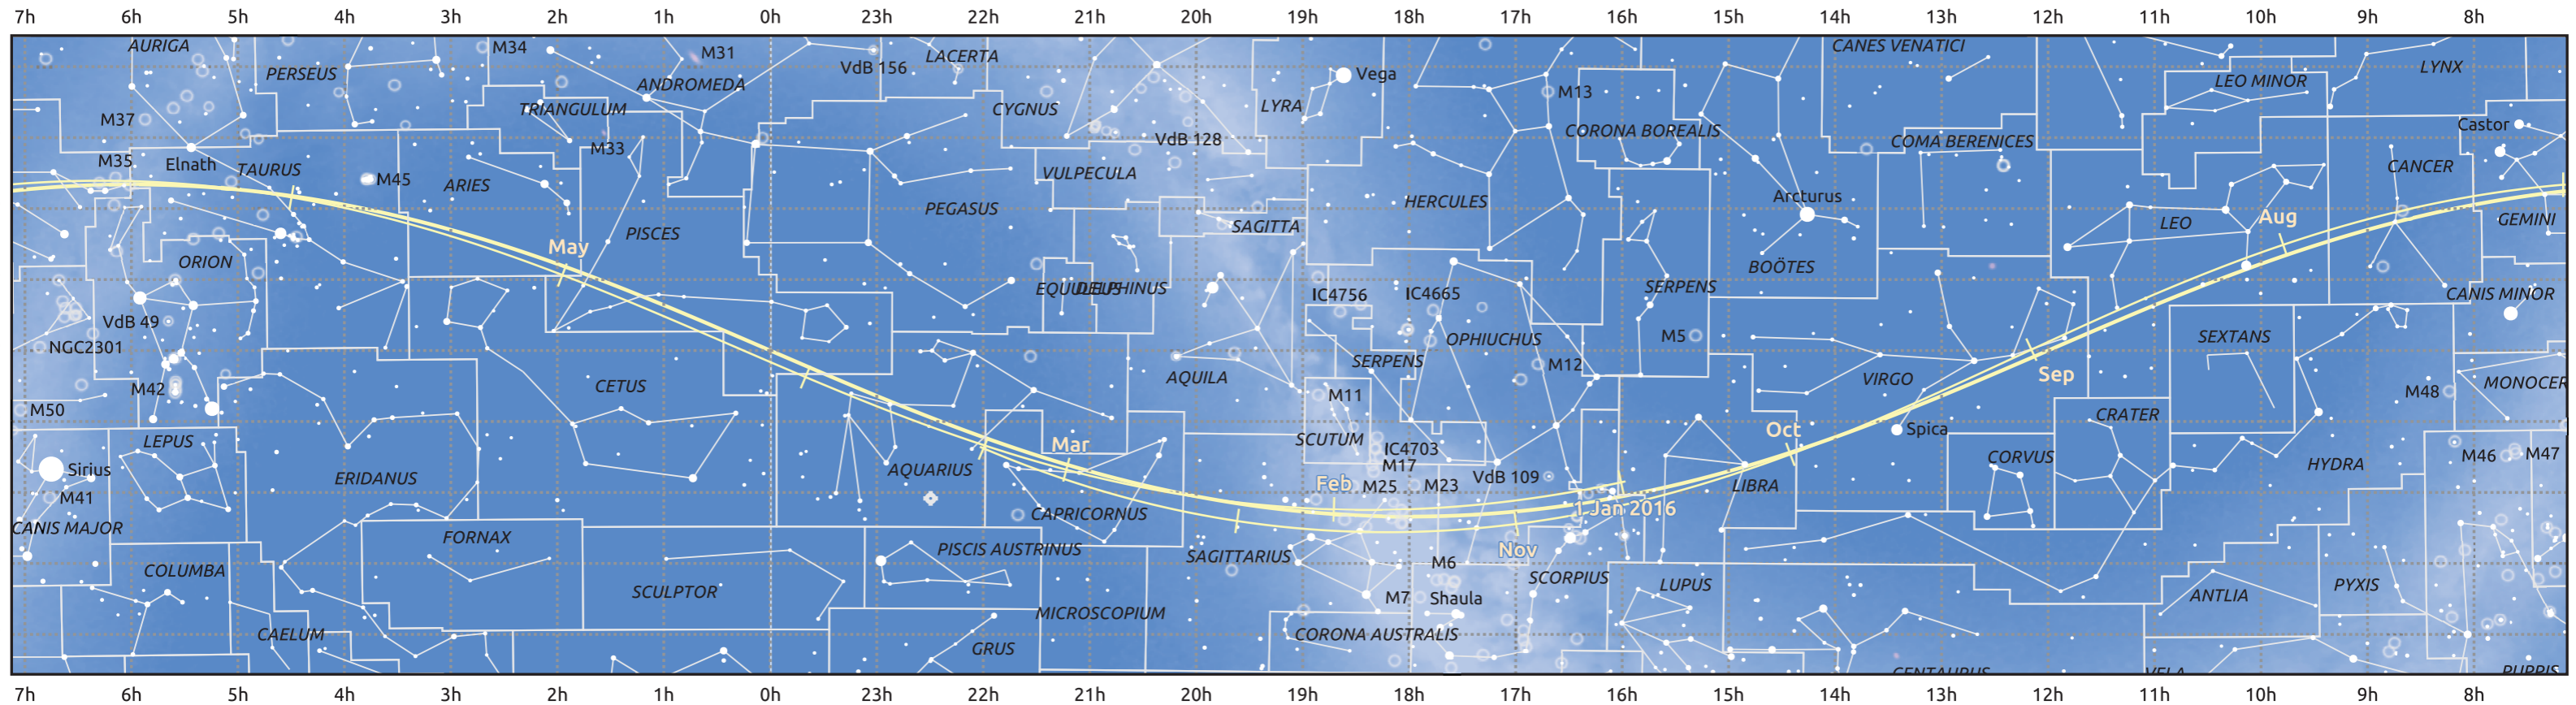 7h 6h 5h 4h 3h 2h 1h 0h 23h 22h 21h 20h 19h 18h 17h 16h 15h 14h 13h 12h 11h 10h 9h 8h
AURIGA
M34
M31
LACERTA
CANES VENATICI
PERSEUS
VdB 156
Vega
LYNX
ANDROMEDA
LEO MINOR
TRIANGULUM
CYGNUS
LYRA
M13
M37
Castor
CORONA BOREALIS
VdB 128
COMA BERENICES
M33
M35
Elnath
TAURUS
M45
ARIES
VULPECULA
CANCER
Arcturus
PEGASUS
HERCULES
Aug
PISCES
SAGITTA
LEO
GEMINI
May
ORION
BOÖTES
EQUULEUS
DELPHINUS
SERPENS
IC4756
IC4665
CANIS MINOR
VdB 49
M5
OPHIUCHUS
SEXTANS
NGC2301
SERPENS
M12
CETUS
AQUILA
VIRGO
Sep
M42
M11
M48
MONOCER
M50
CRATER
LEPUS
Mar
SCUTUM
Oct
Spica
IC4703
M17
Sirius
AQUARIUS
CORVUS
HYDRA
M46
M47
ERIDANUS
Feb
M25
M23
VdB 109
LIBRA
M41
CAPRICORNUS
1 Jan 2016
CANIS MAJOR
FORNAX
PISCIS AUSTRINUS
SAGITTARIUS
Nov
M6
COLUMBA
SCULPTOR
SCORPIUS
LUPUS
PYXIS
M7
Shaula
ANTLIA
MICROSCOPIUM
CAELUM
CORONA AUSTRALIS
GRUS
CENTAURUS
VELA
PUPPIS
7h 6h 5h 4h 3h 2h 1h 0h 23h 22h 21h 20h 19h 18h 17h 16h 15h 14h 13h 12h 11h 10h 9h 8h